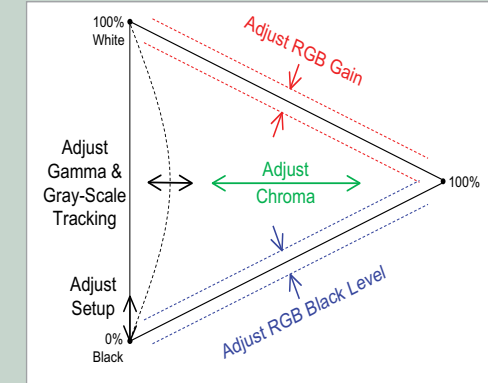 100%
White
Adjust RGB Gain
Adjust
Gamma &
Gray-Scale
Tracking
Adjust
Chroma
100%
Adjust
Setup
0%
Black
Adjust RGB Black Level